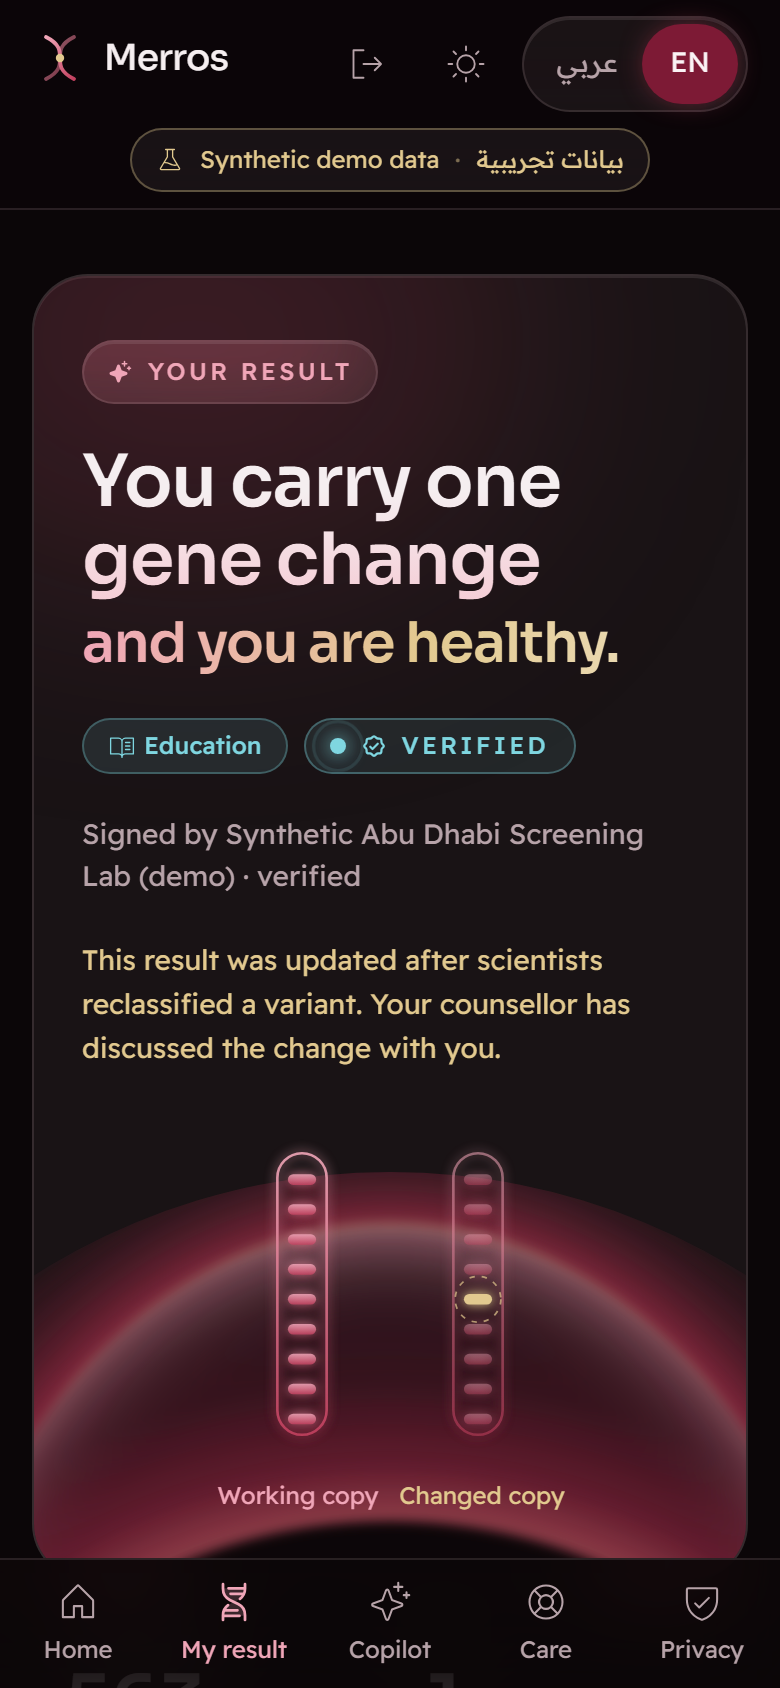 Merros
عربي
EN
Synthetic demo data · بيانات تجريبية
YOUR RESULT
You carry one
gene change
and you are healthy.
Education
VERIFIED
Signed by Synthetic Abu Dhabi Screening
Lab (demo) · verified
This result was updated after scientists
reclassified a variant. Your counsellor has
discussed the change with you.
Working copy Changed copy
Home
My result
Copilot
Care
Privacy